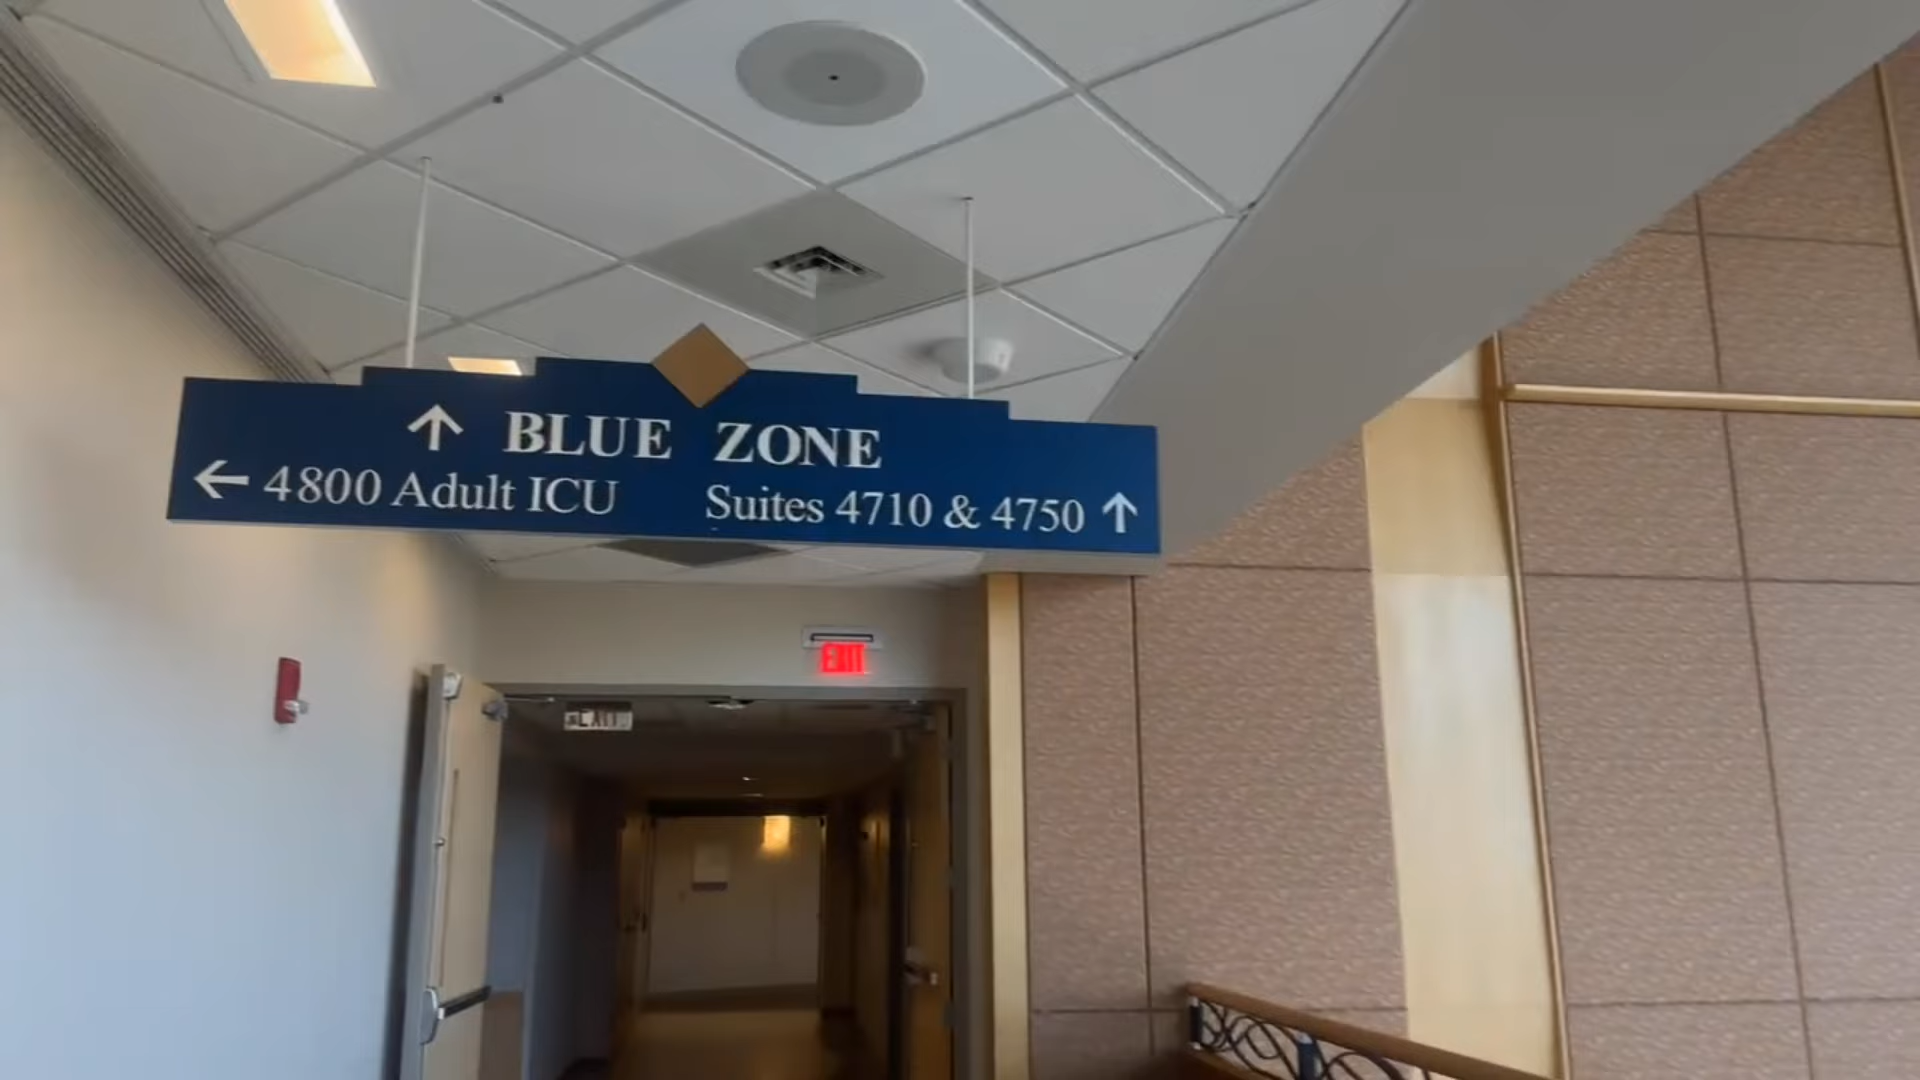 ↑ BLUE ZONE
← 4800 Adult ICU Suites 4710 & 4750 ↑
EXIT